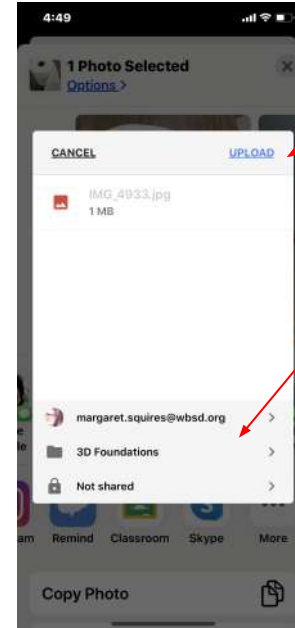 4:49
1 Photo Selected
Options >
CANCEL
UPLOAD
IMG_4933.jpg
1 MB
margaret.squires@wbsd.org
3D Foundations
Not shared
am
Remind
Classroom
Skype
More
Copy Photo